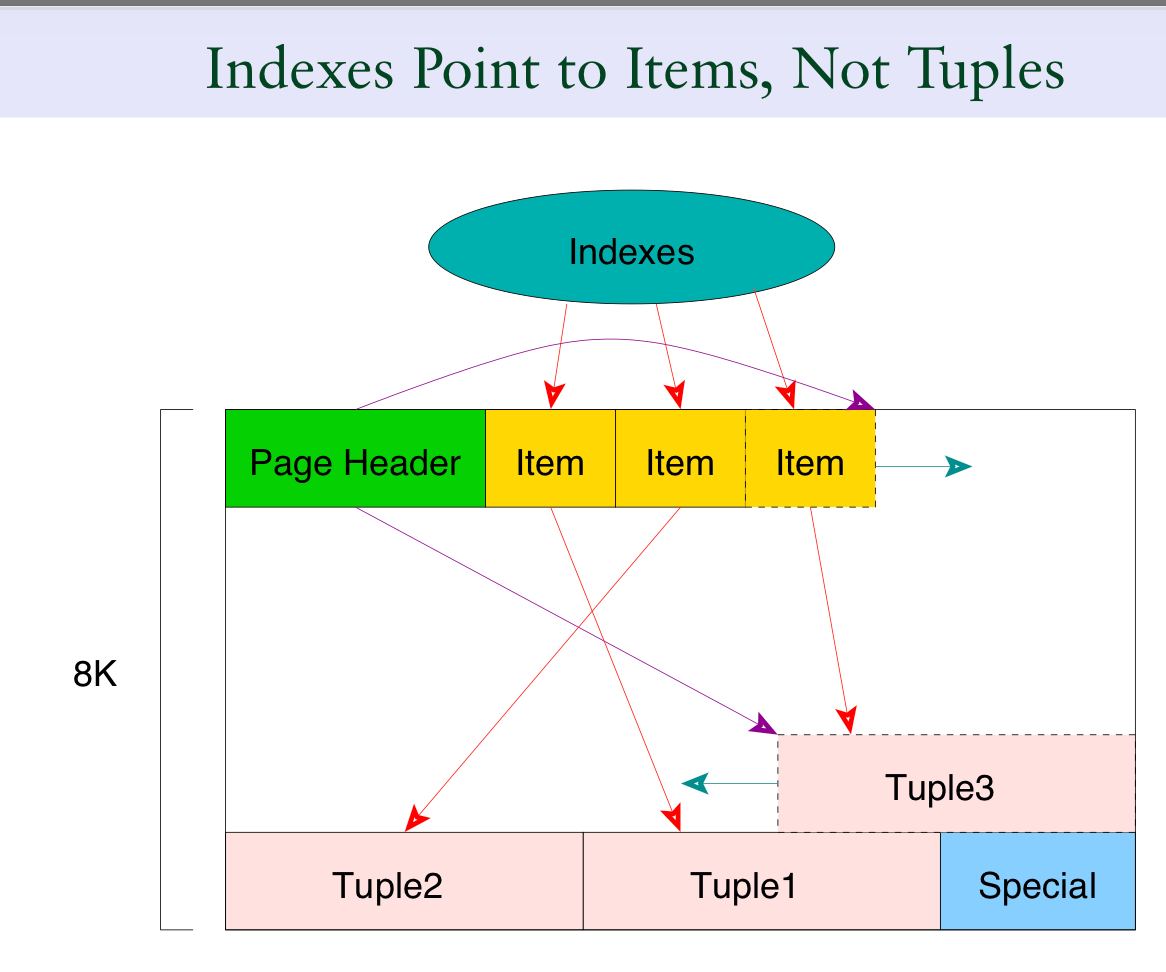 Indexes Point to Items, Not Tuples
Indexes
Page Header Item Item Item
8K
Tuple3
Tuple2 Tuple1 Special